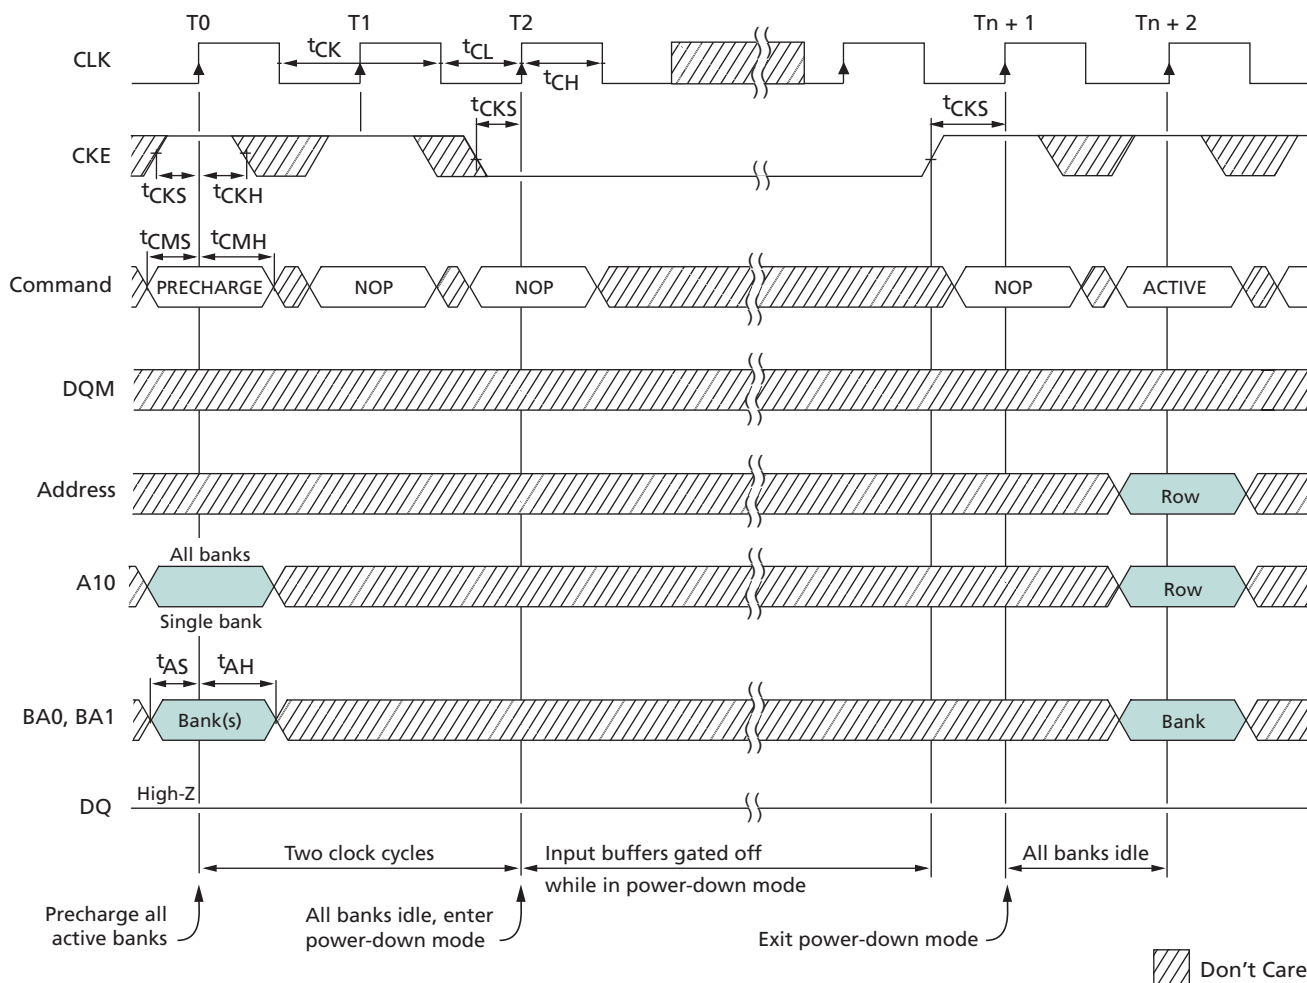 T0 T1 T2 Tn + 1 Tn + 2
CLK tCK tCL tCH
tCKS tCKS
CKE
tCKS tCKH
tCMS tCMH
Command PRECHARGE NOP NOP NOP ACTIVE
DQM
Address Row
All banks
A10 Row
Single bank
tAS tAH
BA0, BA1 Bank(s) Bank
High-Z
DQ
Two clock cycles Input buffers gated off All banks idle
while in power-down mode
Precharge all
active banks
All banks idle, enter
power-down mode
Exit power-down mode
Don't Care